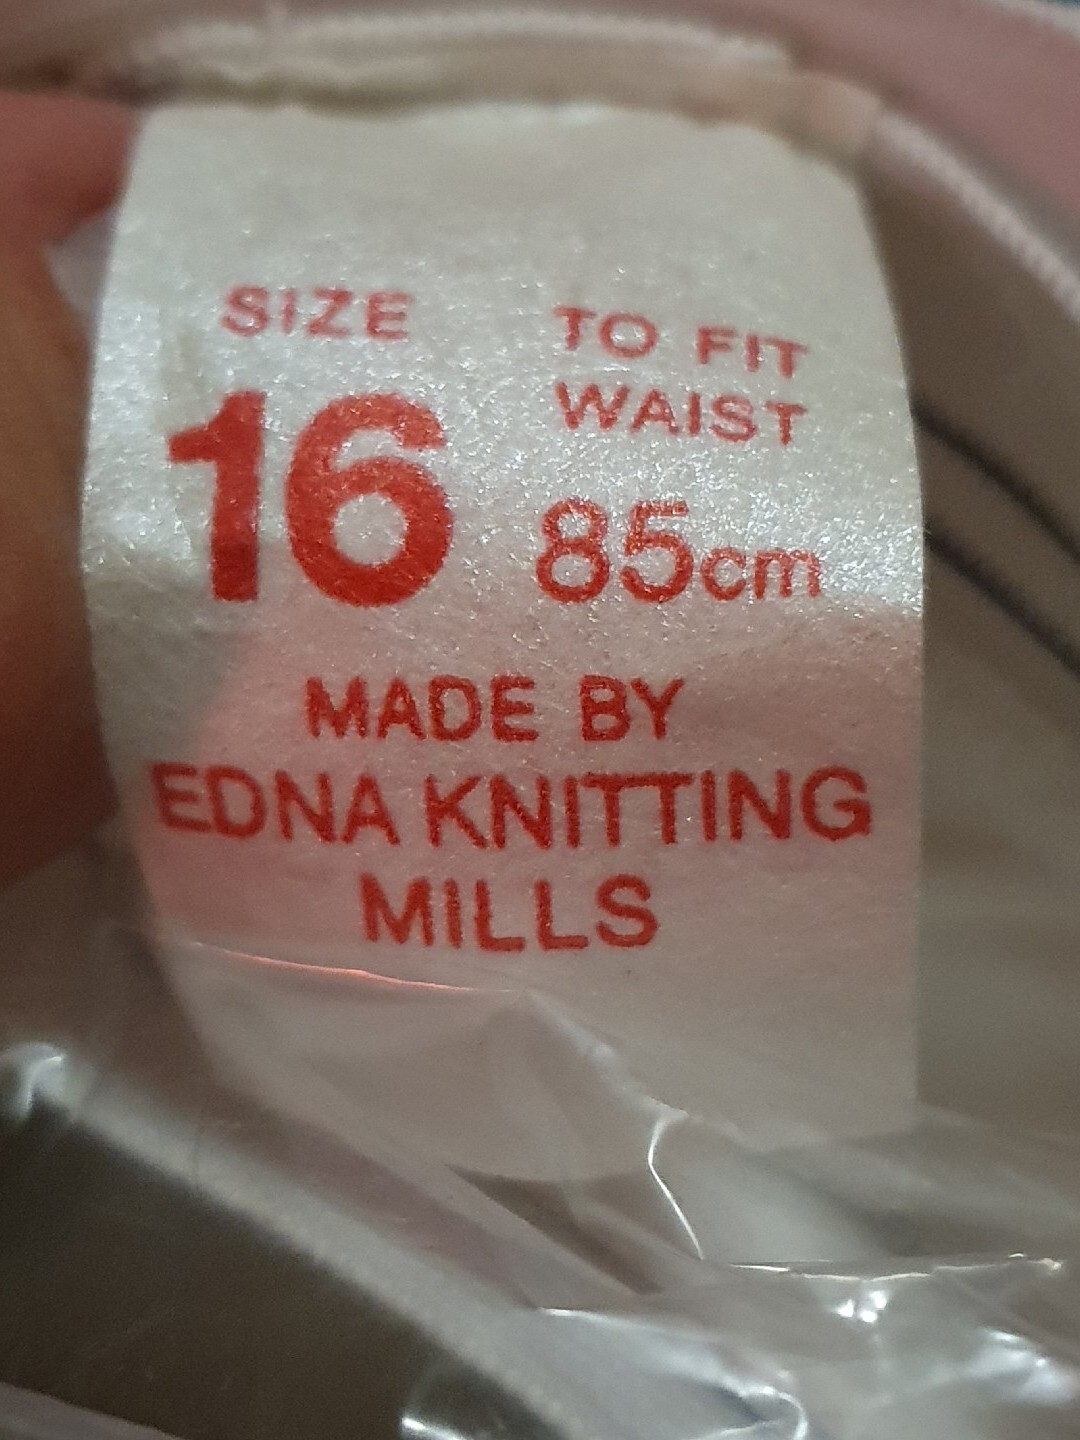 SIZE
TO FIT
WAIST
16
85cm
MADE BY
EDNA KNITTING
MILLS